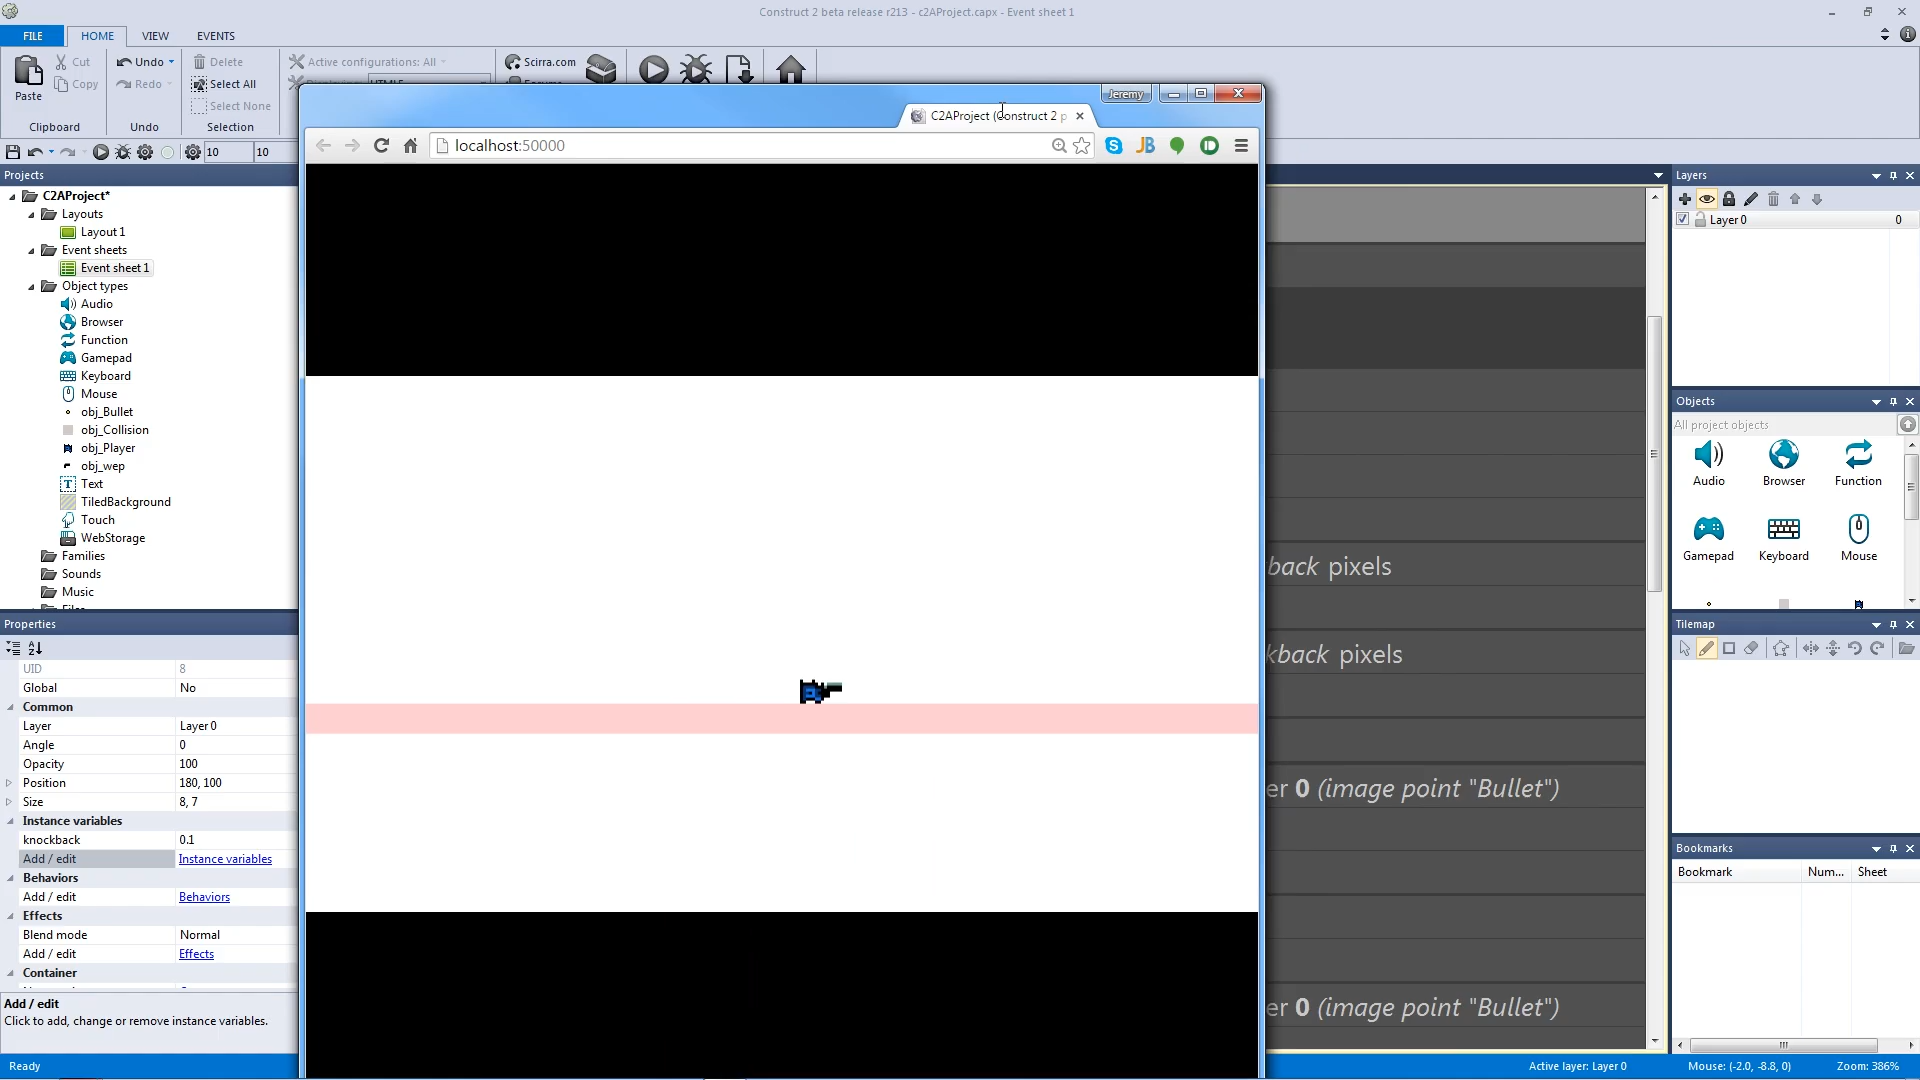 Construct 2 beta release r213 - c2AProject.capx - Event sheet 1
FILE
HOME
VIEW
EVENTS
Paste
Cut
Copy
Clipboard
Undo
Redo
Undo
Delete
Select All
Select None
Selection
Active configurations: All
Scirra.com
10
10
Projects
C2AProject*
Layouts
Layout 1
Event sheets
Event sheet 1
Object types
Audio
Browser
Function
Gamepad
Keyboard
Mouse
obj_Bullet
obj_Collision
obj_Player
obj_wep
Text
TiledBackground
Touch
WebStorage
Families
Sounds
Music
Properties
UID 8
Global No
Common
Layer Layer 0
Angle 0
Opacity 100
Position 180, 100
Size 8, 7
Instance variables
knockback 0.1
Add / edit Instance variables
Behaviors
Add / edit Behaviors
Effects
Blend mode Normal
Add / edit Effects
Container
Add / edit
Click to add, change or remove instance variables.
Ready
Jeremy
C2AProject (Construct 2 p
localhost:50000
back pixels
kback pixels
er 0 (image point "Bullet")
er 0 (image point "Bullet")
Layers
Layer 0 0
Objects
All project objects
Audio Browser Function
Gamepad Keyboard Mouse
Tilemap
Bookmarks
Bookmark Num... Sheet
Active layer: Layer 0
Mouse: (-2.0, -8.8, 0)
Zoom: 386%